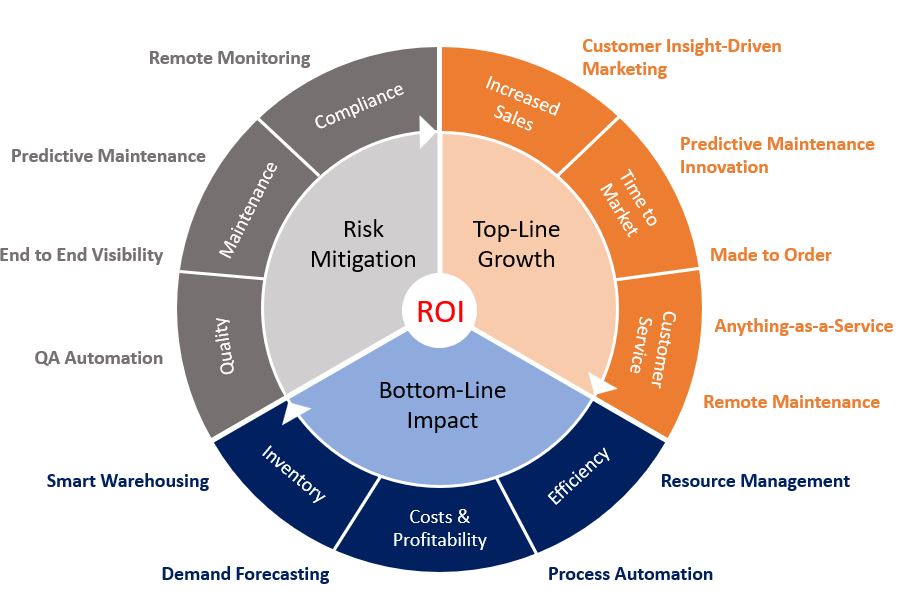 Remote Monitoring
Predictive Maintenance
End to End Visibility
QA Automation
Compliance
Maintenance
Quality
Risk
Mitigation
Customer Insight-Driven
Marketing
Predictive Maintenance
Innovation
Made to Order
Anything-as-a-Service
Remote Maintenance
Increased
Sales
Time to
Market
Customer
Service
Top-Line
Growth
ROI
Bottom-Line
Impact
Inventory
Costs &
Profitability
Efficiency
Smart Warehousing
Resource Management
Demand Forecasting
Process Automation